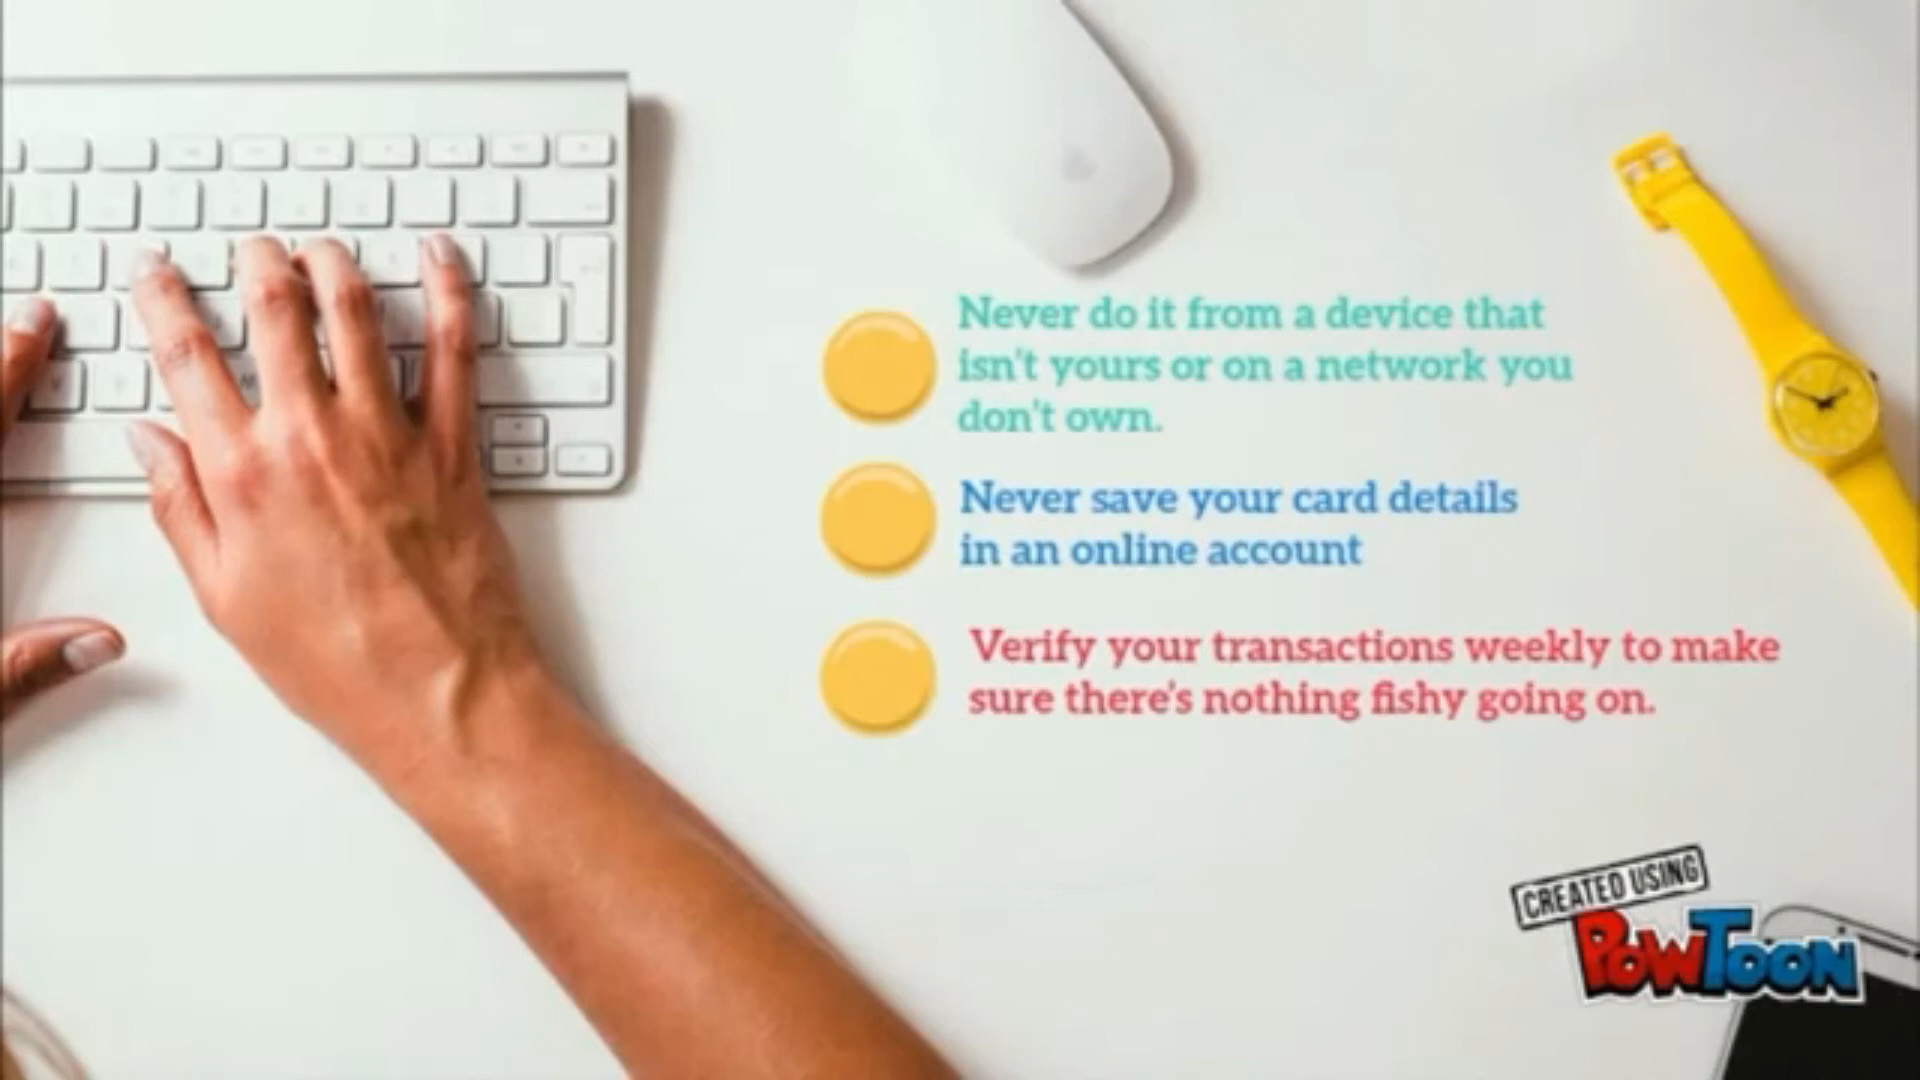 Never do it from a device that
isn't yours or on a network you
don't own.
Never save your card details
in an online account
Verify your transactions weekly to make
sure there's nothing fishy going on.
CREATED USING
POWTOON